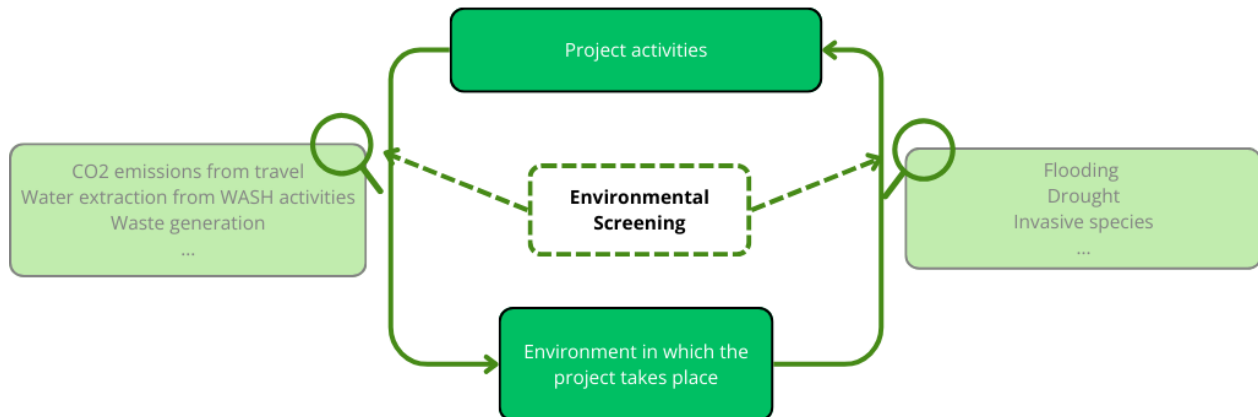 Project activities
CO2 emissions from travel
Water extraction from WASH activities
Waste generation
...
Environmental
Screening
Flooding
Drought
Invasive species
...
Environment in which the
project takes place